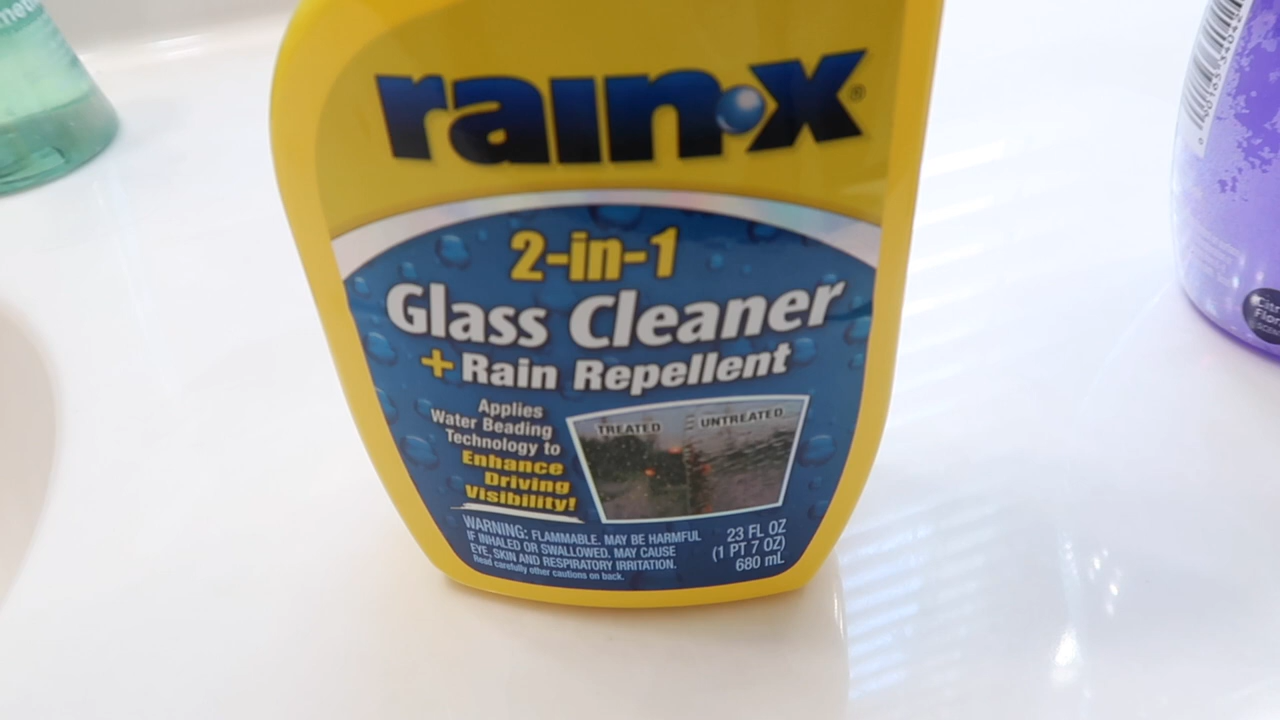 rain·x®
2-in-1
Glass Cleaner
+ Rain Repellent
Applies
Water Beading
Technology to
Enhance
Driving
Visibility!
TREATED
UNTREATED
WARNING: FLAMMABLE. MAY BE HARMFUL
IF INHALED OR SWALLOWED. MAY CAUSE
EYE, SKIN AND RESPIRATORY IRRITATION.
Read carefully other cautions on back.
23 FL OZ
(1 PT 7 OZ)
680 mL